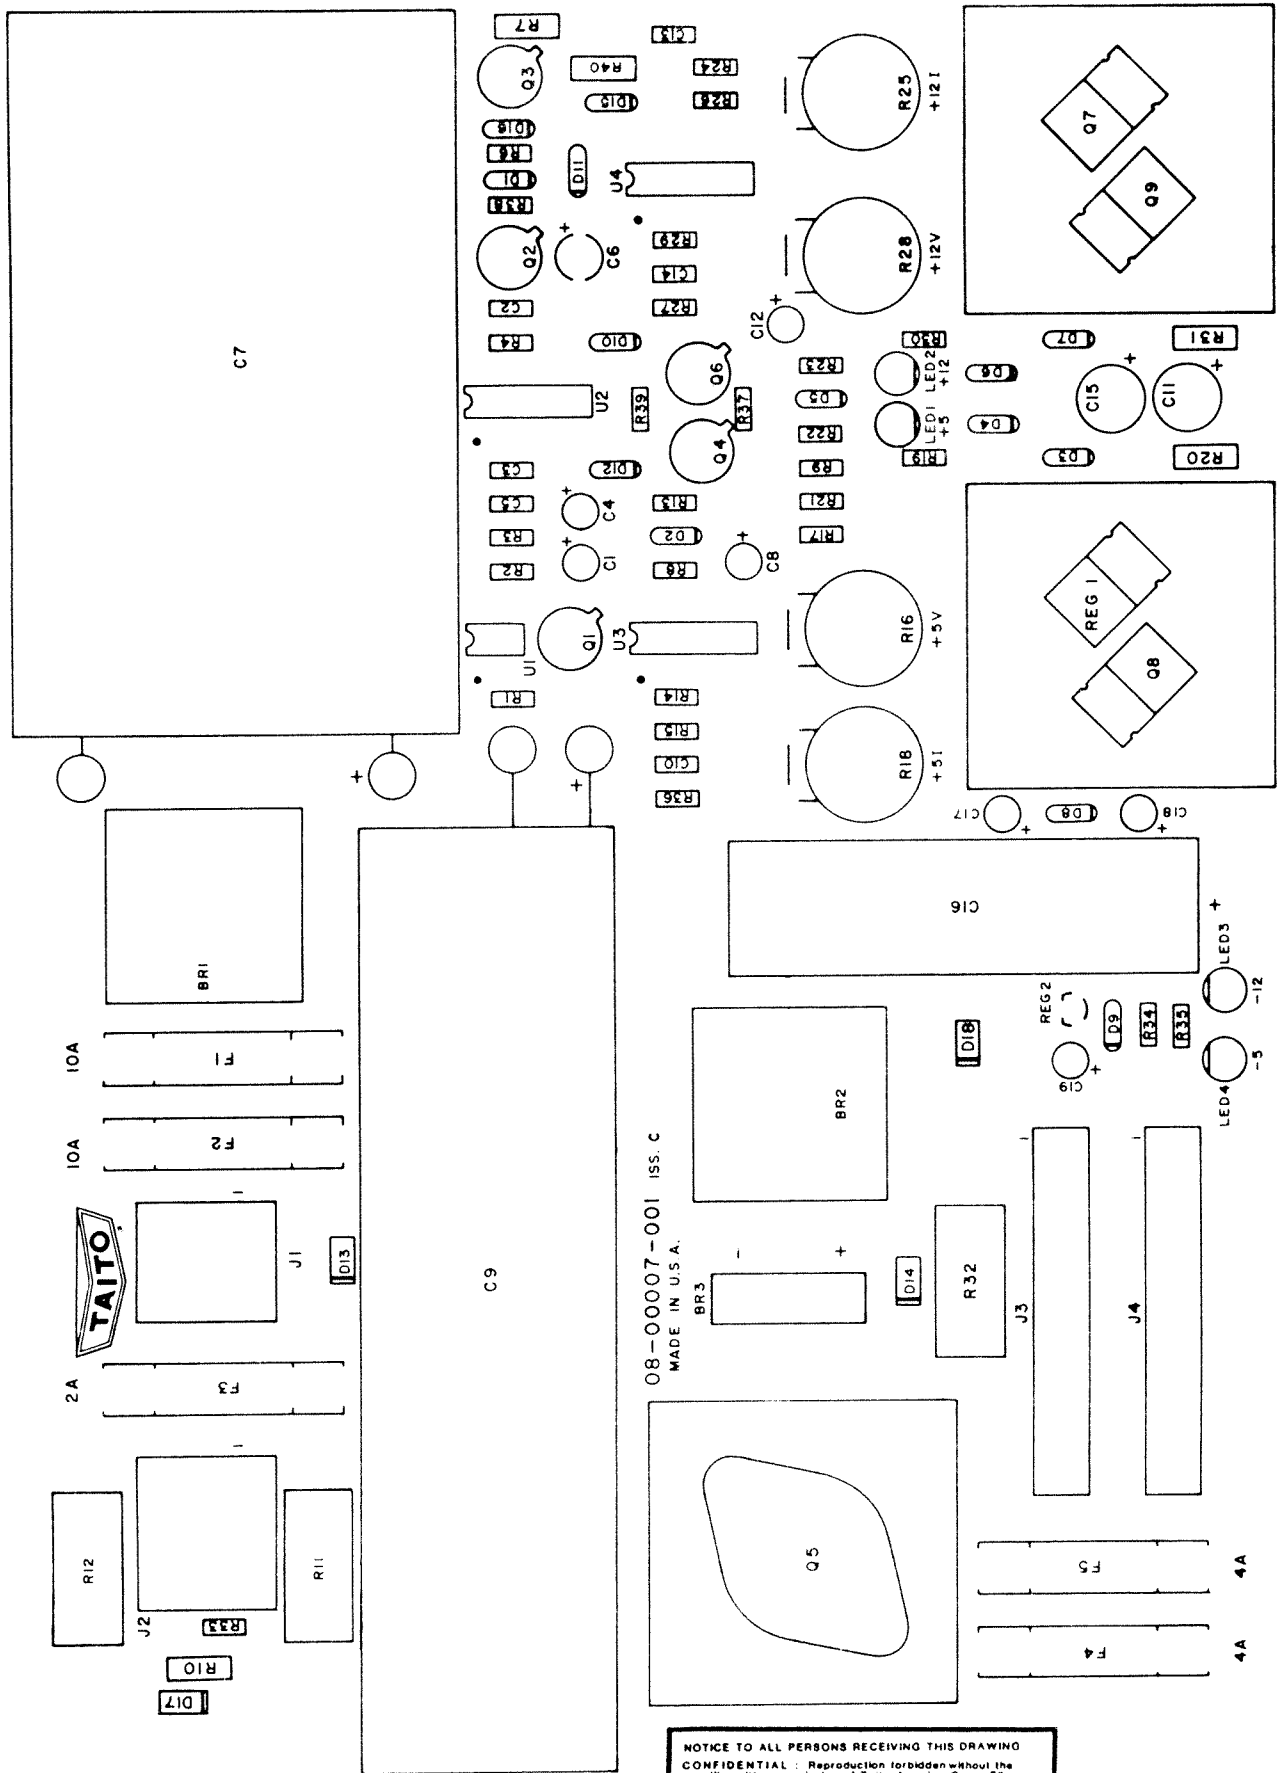 R7
C13
Q3
R40
R24
D15
R26
R25
+12I
Q7
D16
R6
D11
U4
D1
R38
Q9
Q2
+
C6
R29
R28
+12V
C14
C2
R27
C12
+
R4
D10
C7
R30
D7
R31
Q6
R23
LED2
+12
D6
+
C15
+
C11
U2
R39
R37
D5
LED1
+5
D4
R22
Q4
C3
D12
R9
R19
D3
R20
C5
+
C4
R13
R21
R3
+
C1
D2
+
C8
R17
R2
R8
REG 1
U1
Q1
U3
R16
+5V
Q8
R1
R14
R15
+
+
C10
R18
+5I
R36
C17
+
D8
C18
+
BR1
C16
+
LED3
-12
REG2
D9
R34
R35
10A
F1
D18
C19
+
-5
LED4
BR2
10A
F2
-
-
-
TAITO
J1
D13
C9
08-00007-001 ISS. C
MADE IN U.S.A.
BR3
-
+
D14
R32
J3
J4
2A
F3
-
R12
J2
R11
R33
Q5
F5
4A
R10
D17
F4
4A
NOTICE TO ALL PERSONS RECEIVING THIS DRAWING
CONFIDENTIAL : Reproduction forbidden without the